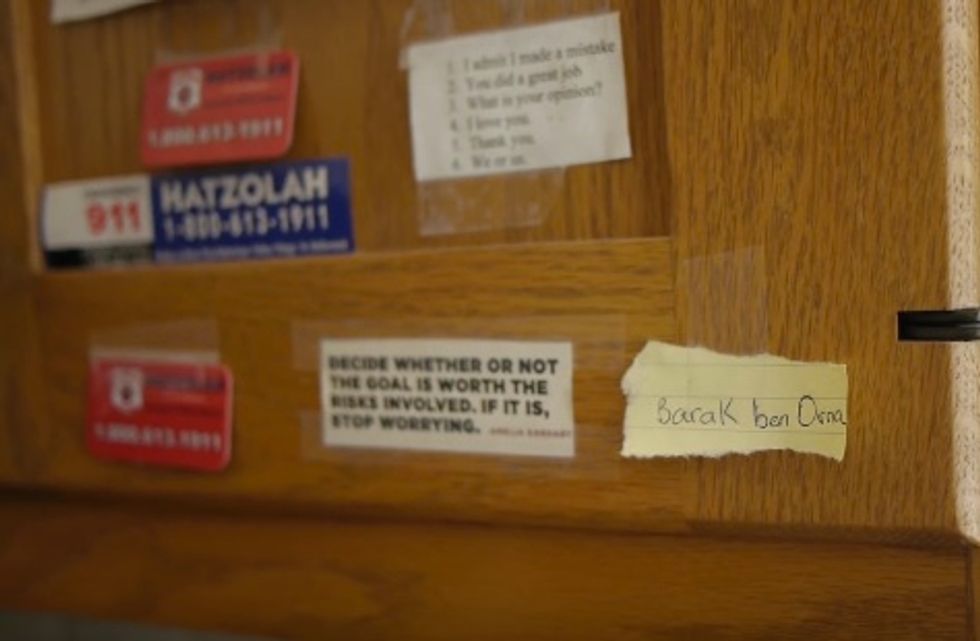 1-800-613-1911
1. I admit I made a mistake
2. You did a great job
3. What is your opinion?
4. I love you.
5. Thank you.
6. We or us.
911
HATZOLAH
1-800-613-1911
1.800.613.1911
DECIDE WHETHER OR NOT
THE GOAL IS WORTH THE
RISKS INVOLVED. IF IT IS,
STOP WORRYING.
Barak ben Orna